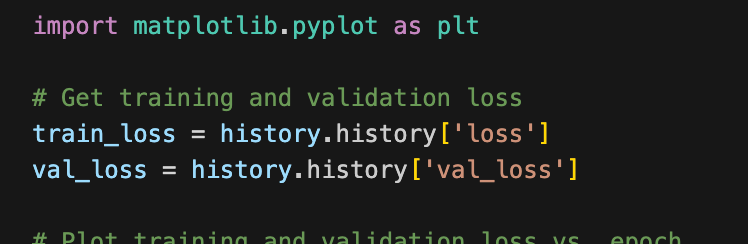 import matplotlib.pyplot as plt
# Get training and validation loss
train_loss = history.history['loss']
val_loss = history.history['val_loss']
# Plot training and validation loss vs. epoch